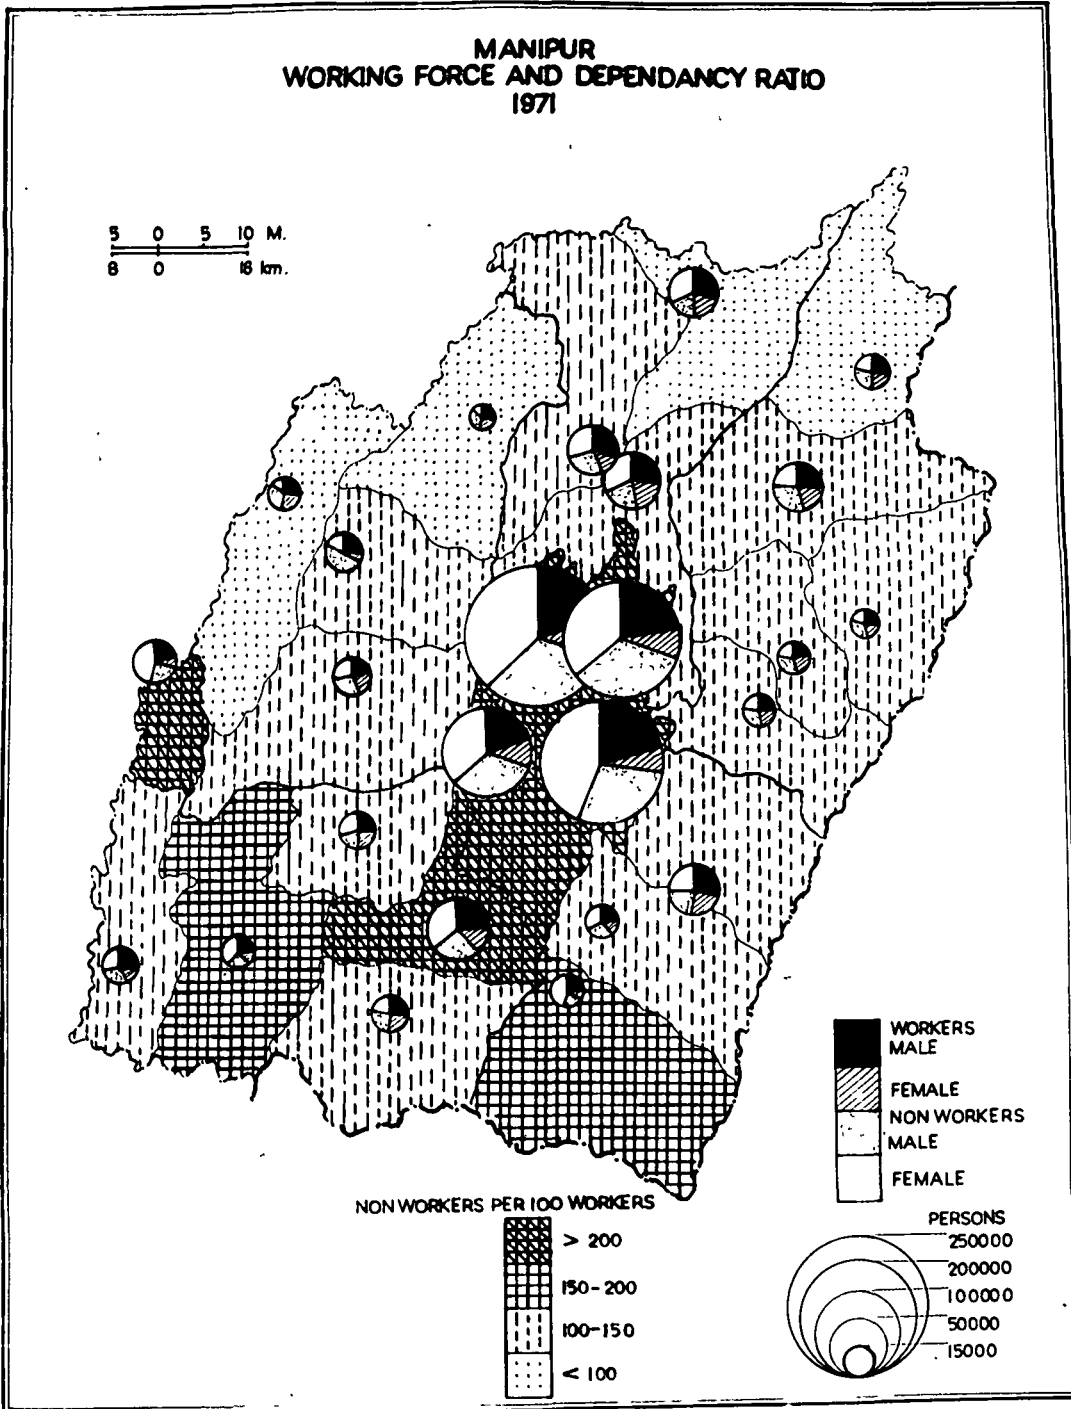 MANIPUR
WORKING FORCE AND DEPENDANCY RATIO
1971
5 0 5 10 M.
8 0 16 km.
WORKERS
MALE
FEMALE
NON WORKERS
MALE
FEMALE
NON WORKERS PER 100 WORKERS
> 200
150-200
100-150
< 100
PERSONS
250000
200000
100000
50000
15000